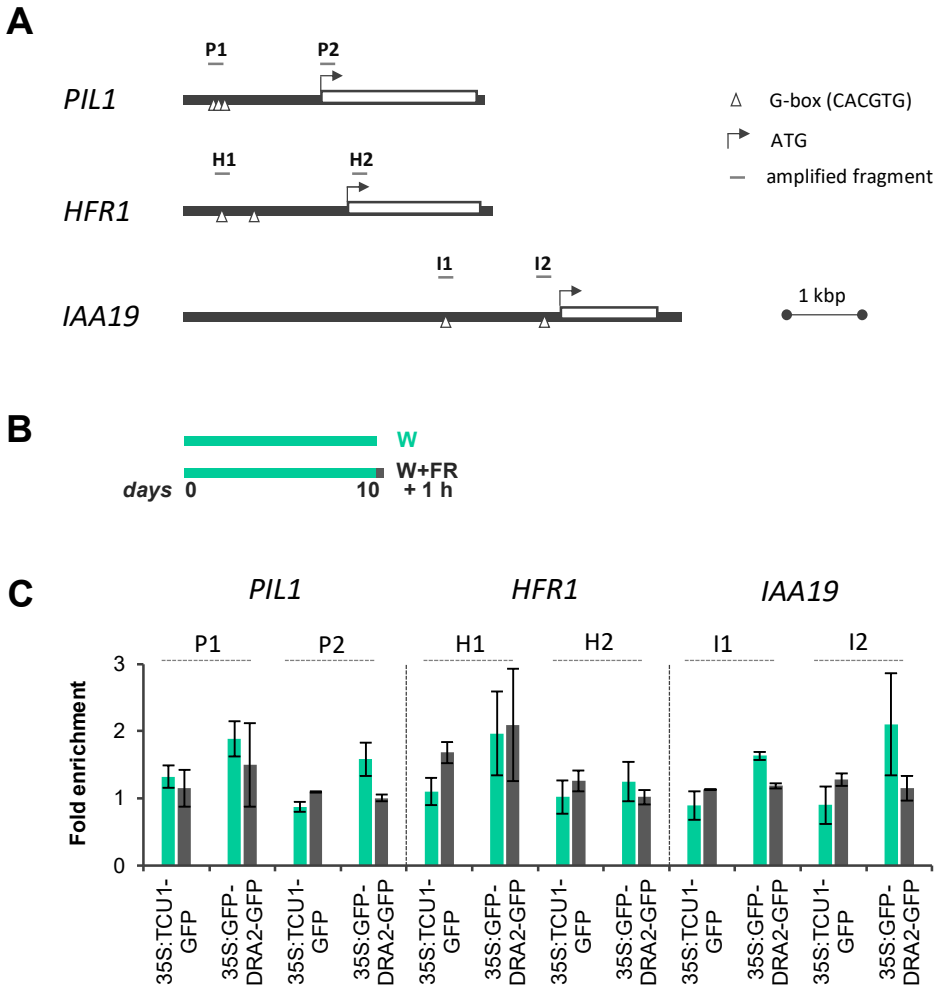 A
P1 P2
PIL1
G-box (CACGTG)
ATG
H1 H2
amplified fragment
HFR1
I1 I2
IAA19
1 kbp
B
W
W+FR
days 0 10 + 1 h
C
PIL1 HFR1 IAA19
P1 P2 H1 H2 I1 I2
Fold enrichment
3
2
1
0
35S:TCU1-
GFP
35S:GFP-
DRA2-GFP
35S:TCU1-
GFP
35S:GFP-
DRA2-GFP
35S:TCU1-
GFP
35S:GFP-
DRA2-GFP
35S:TCU1-
GFP
35S:GFP-
DRA2-GFP
35S:TCU1-
GFP
35S:GFP-
DRA2-GFP
35S:TCU1-
GFP
35S:GFP-
DRA2-GFP